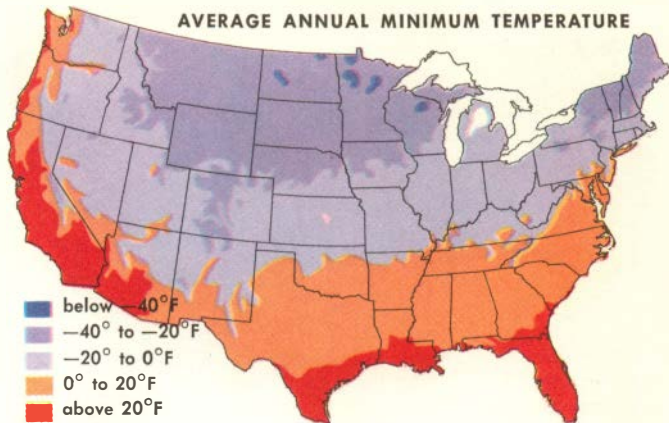 AVERAGE ANNUAL MINIMUM TEMPERATURE
below −40°F
−40° to −20°F
−20° to 0°F
0° to 20°F
above 20°F